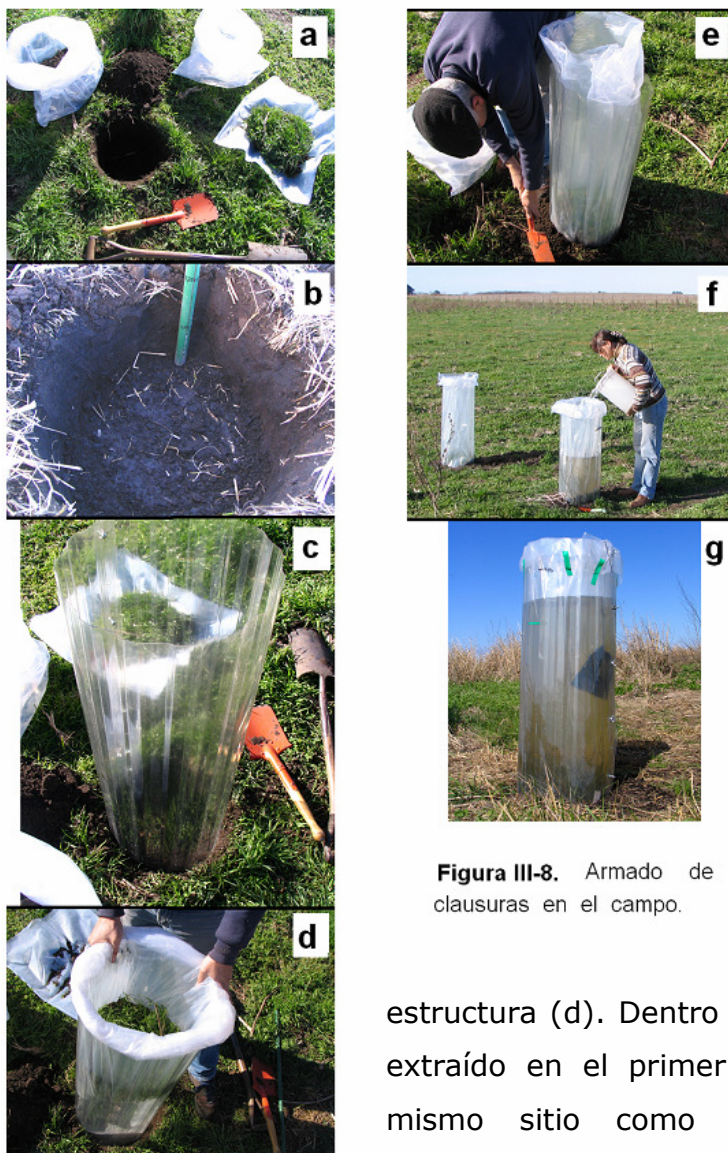 a
b
c
d
e
f
g
Figura III-8. Armado de
clausuras en el campo.
estructura (d). Dentro
extraído en el primer
mismo sitio como